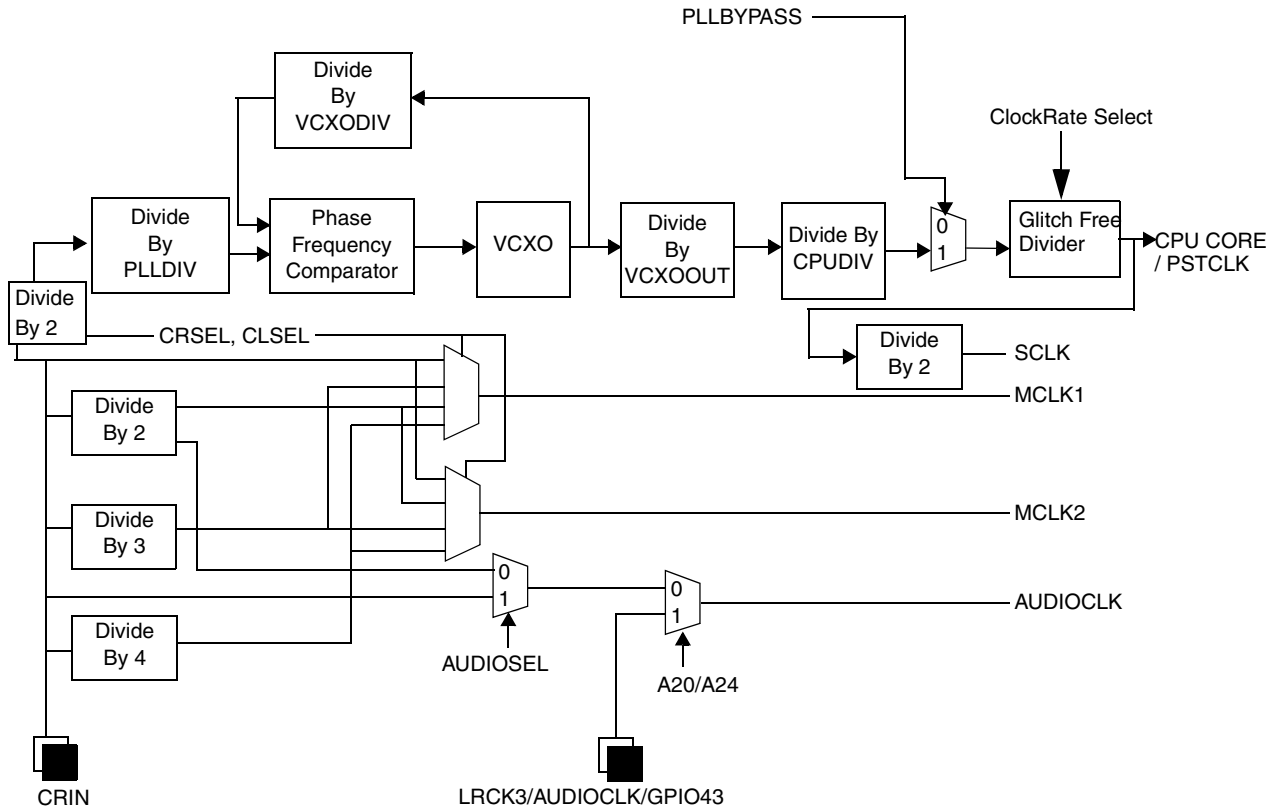 PLLBYPASS
Divide
By
VCXODIV
ClockRate Select
Divide
By
PLLDIV
Phase
Frequency
Comparator
VCXO
Divide
By
VCXOOUT
Divide By
CPUDIV
0
1
Glitch Free
Divider
CPU CORE
/ PSTCLK
Divide
By 2
CRSEL, CLSEL
Divide
By 2
SCLK
MCLK1
Divide
By 2
MCLK2
Divide
By 3
0
1
0
1
AUDIOCLK
Divide
By 4
AUDIOSEL
A20/A24
CRIN
LRCK3/AUDIOCLK/GPIO43